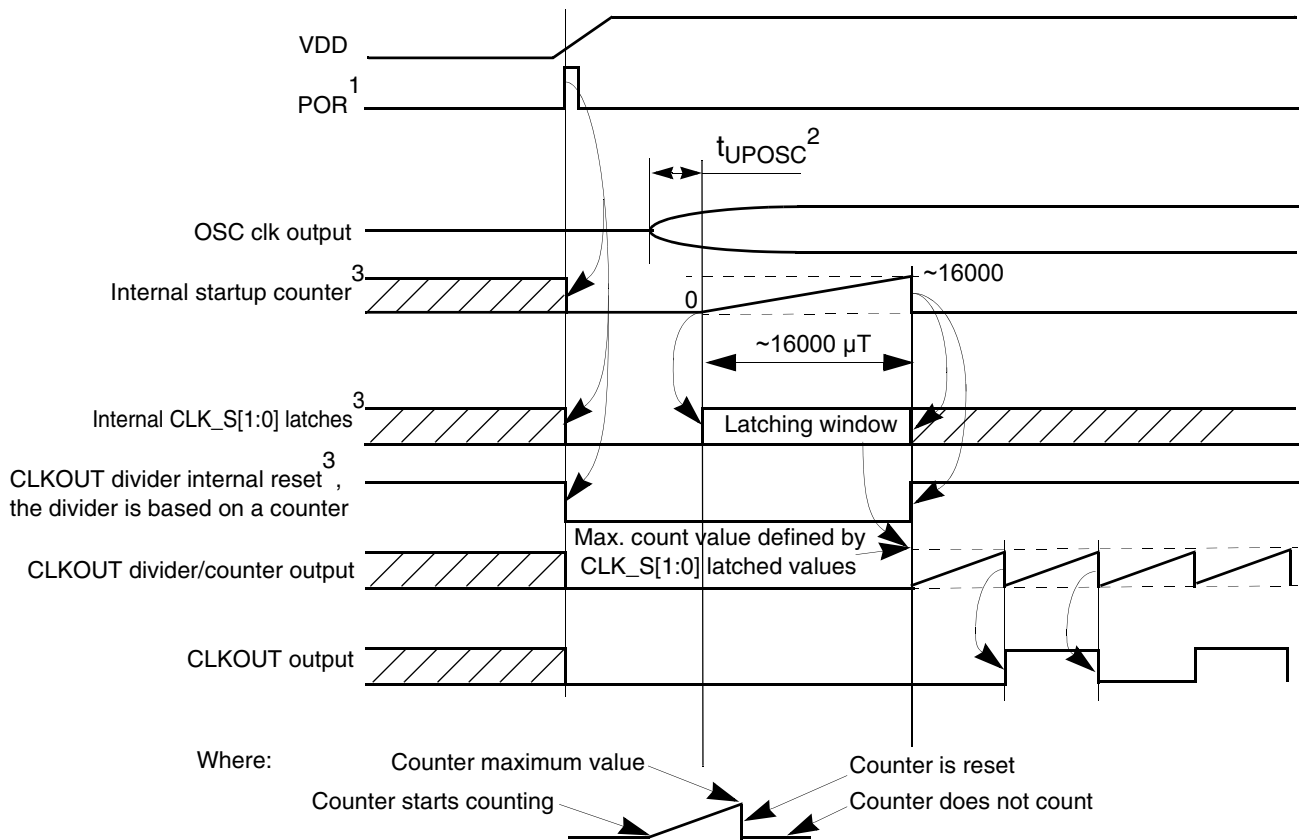 VDD
POR1
tUPOSC2
OSC clk output
Internal startup counter3
0
~16000
~16000 µT
Internal CLK_S[1:0] latches3
Latching window
CLKOUT divider internal reset3,
the divider is based on a counter
Max. count value defined by
CLK_S[1:0] latched values
CLKOUT divider/counter output
CLKOUT output
Where:
Counter maximum value
Counter is reset
Counter starts counting
Counter does not count